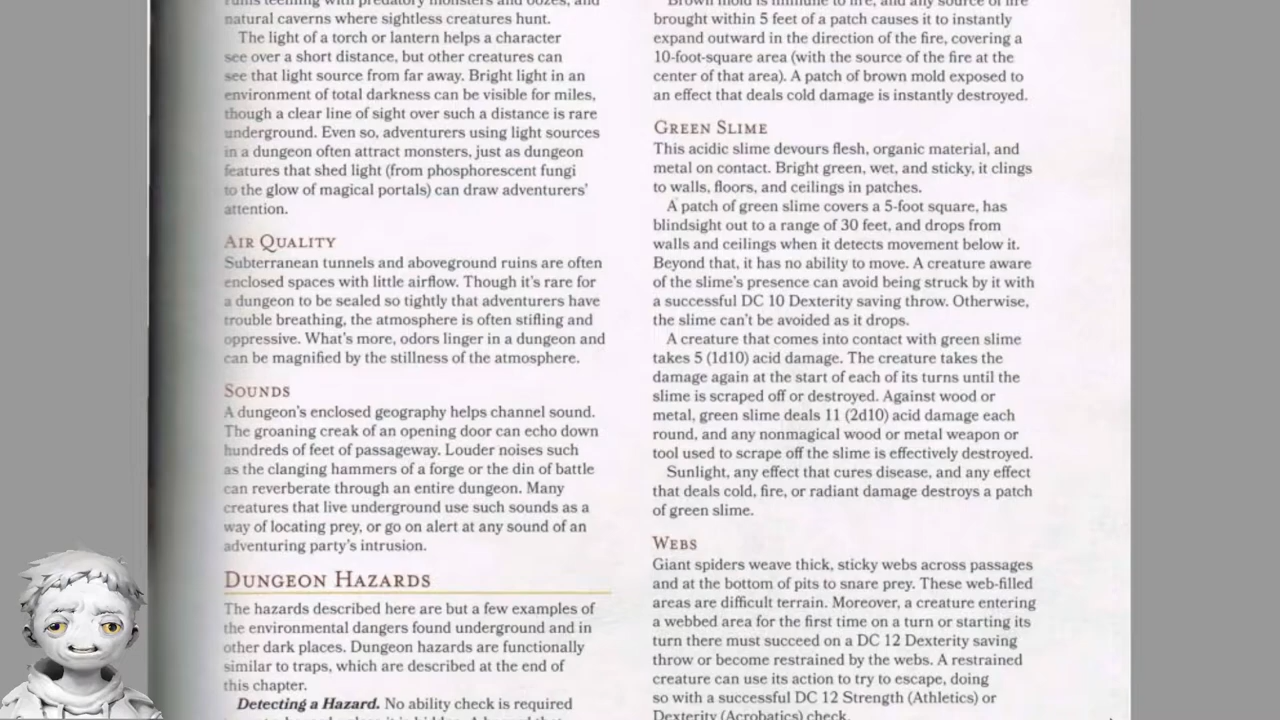 ruins teeming with predatory monsters and oozes, and
natural caverns where sightless creatures hunt.
The light of a torch or lantern helps a character
see over a short distance, but other creatures can
see that light source from far away. Bright light in an
environment of total darkness can be visible for miles,
though a clear line of sight over such a distance is rare
underground. Even so, adventurers using light sources
in a dungeon often attract monsters, just as dungeon
features that shed light (from phosphorescent fungi
to the glow of magical portals) can draw adventurers'
attention.
AIR QUALITY
Subterranean tunnels and aboveground ruins are often
enclosed spaces with little airflow. Though it's rare for
a dungeon to be sealed so tightly that adventurers have
trouble breathing, the atmosphere is often stifling and
oppressive. What's more, odors linger in a dungeon and
can be magnified by the stillness of the atmosphere.
SOUNDS
A dungeon's enclosed geography helps channel sound.
The groaning creak of an opening door can echo down
hundreds of feet of passageway. Louder noises such
as the clanging hammers of a forge or the din of battle
can reverberate through an entire dungeon. Many
creatures that live underground use such sounds as a
way of locating prey, or go on alert at any sound of an
adventuring party's intrusion.
DUNGEON HAZARDS
The hazards described here are but a few examples of
the environmental dangers found underground and in
other dark places. Dungeon hazards are functionally
similar to traps, which are described at the end of
this chapter.
Detecting a Hazard. No ability check is required
Brown mold is immune to fire, and any source of fire
brought within 5 feet of a patch causes it to instantly
expand outward in the direction of the fire, covering a
10-foot-square area (with the source of the fire at the
center of that area). A patch of brown mold exposed to
an effect that deals cold damage is instantly destroyed.
GREEN SLIME
This acidic slime devours flesh, organic material, and
metal on contact. Bright green, wet, and sticky, it clings
to walls, floors, and ceilings in patches.
A patch of green slime covers a 5-foot square, has
blindsight out to a range of 30 feet, and drops from
walls and ceilings when it detects movement below it.
Beyond that, it has no ability to move. A creature aware
of the slime's presence can avoid being struck by it with
a successful DC 10 Dexterity saving throw. Otherwise,
the slime can't be avoided as it drops.
A creature that comes into contact with green slime
takes 5 (1d10) acid damage. The creature takes the
damage again at the start of each of its turns until the
slime is scraped off or destroyed. Against wood or
metal, green slime deals 11 (2d10) acid damage each
round, and any nonmagical wood or metal weapon or
tool used to scrape off the slime is effectively destroyed.
Sunlight, any effect that cures disease, and any effect
that deals cold, fire, or radiant damage destroys a patch
of green slime.
WEBS
Giant spiders weave thick, sticky webs across passages
and at the bottom of pits to snare prey. These web-filled
areas are difficult terrain. Moreover, a creature entering
a webbed area for the first time on a turn or starting its
turn there must succeed on a DC 12 Dexterity saving
throw or become restrained by the webs. A restrained
creature can use its action to try to escape, doing
so with a successful DC 12 Strength (Athletics) or
Dexterity (Acrobatics) check.